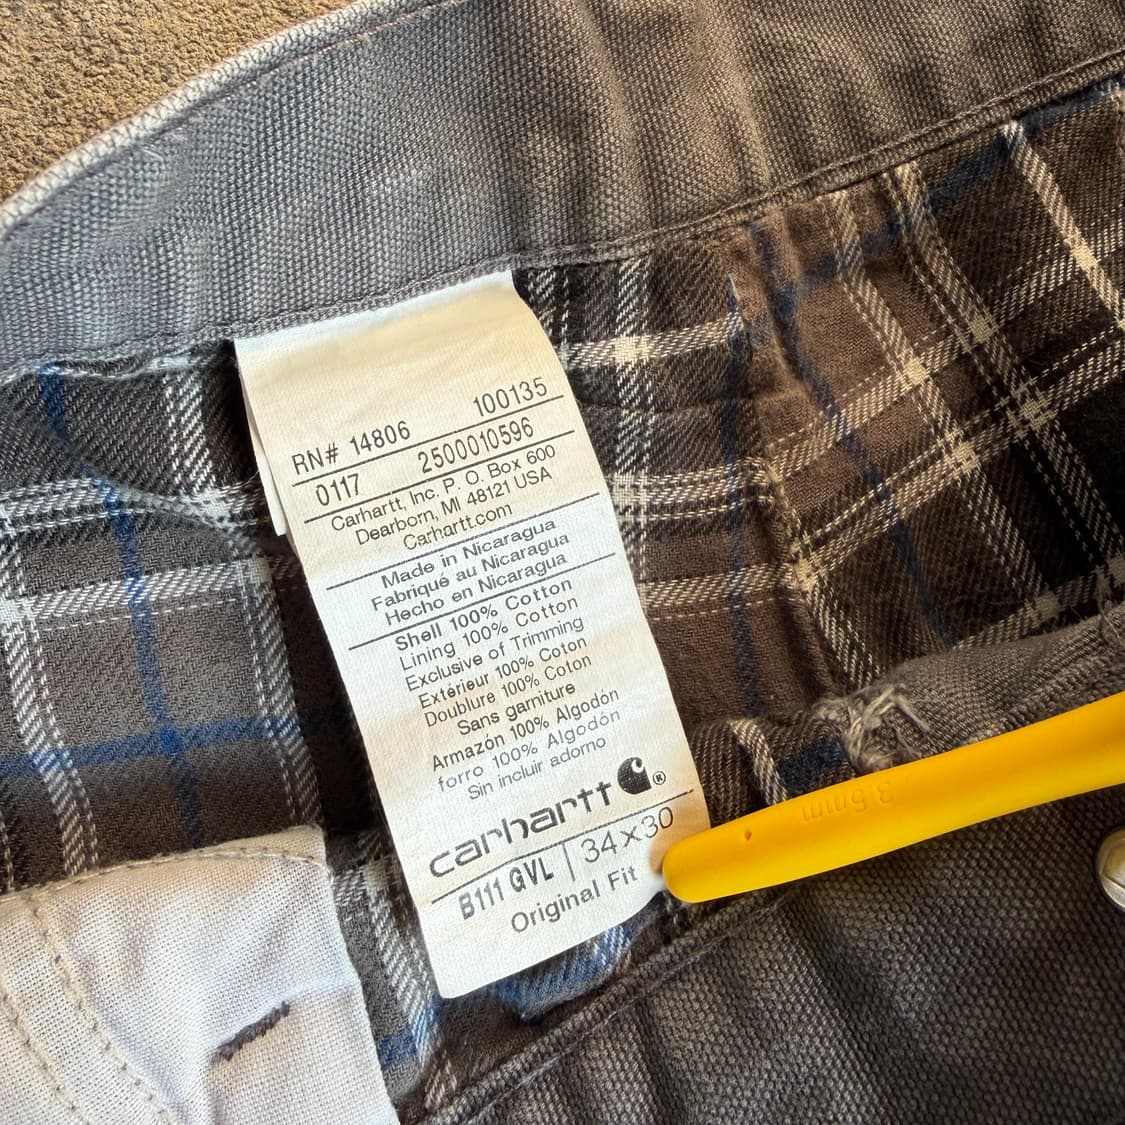 RN# 14806 100135
0117 2500010596
Carhartt, Inc. P. O. Box 600
Dearborn, MI 48121 USA
Carhartt.com
Made in Nicaragua
Fabriqué au Nicaragua
Hecho en Nicaragua
Shell 100% Cotton
Lining 100% Cotton
Exclusive of Trimming
Extérieur 100% Coton
Doublure 100% Coton
Sans garniture
Armazón 100% Algodón
forro 100% Algodón
Sin incluir adorno
carhartt ®
B111 GVL | 34x30
Original Fit
3.5mm